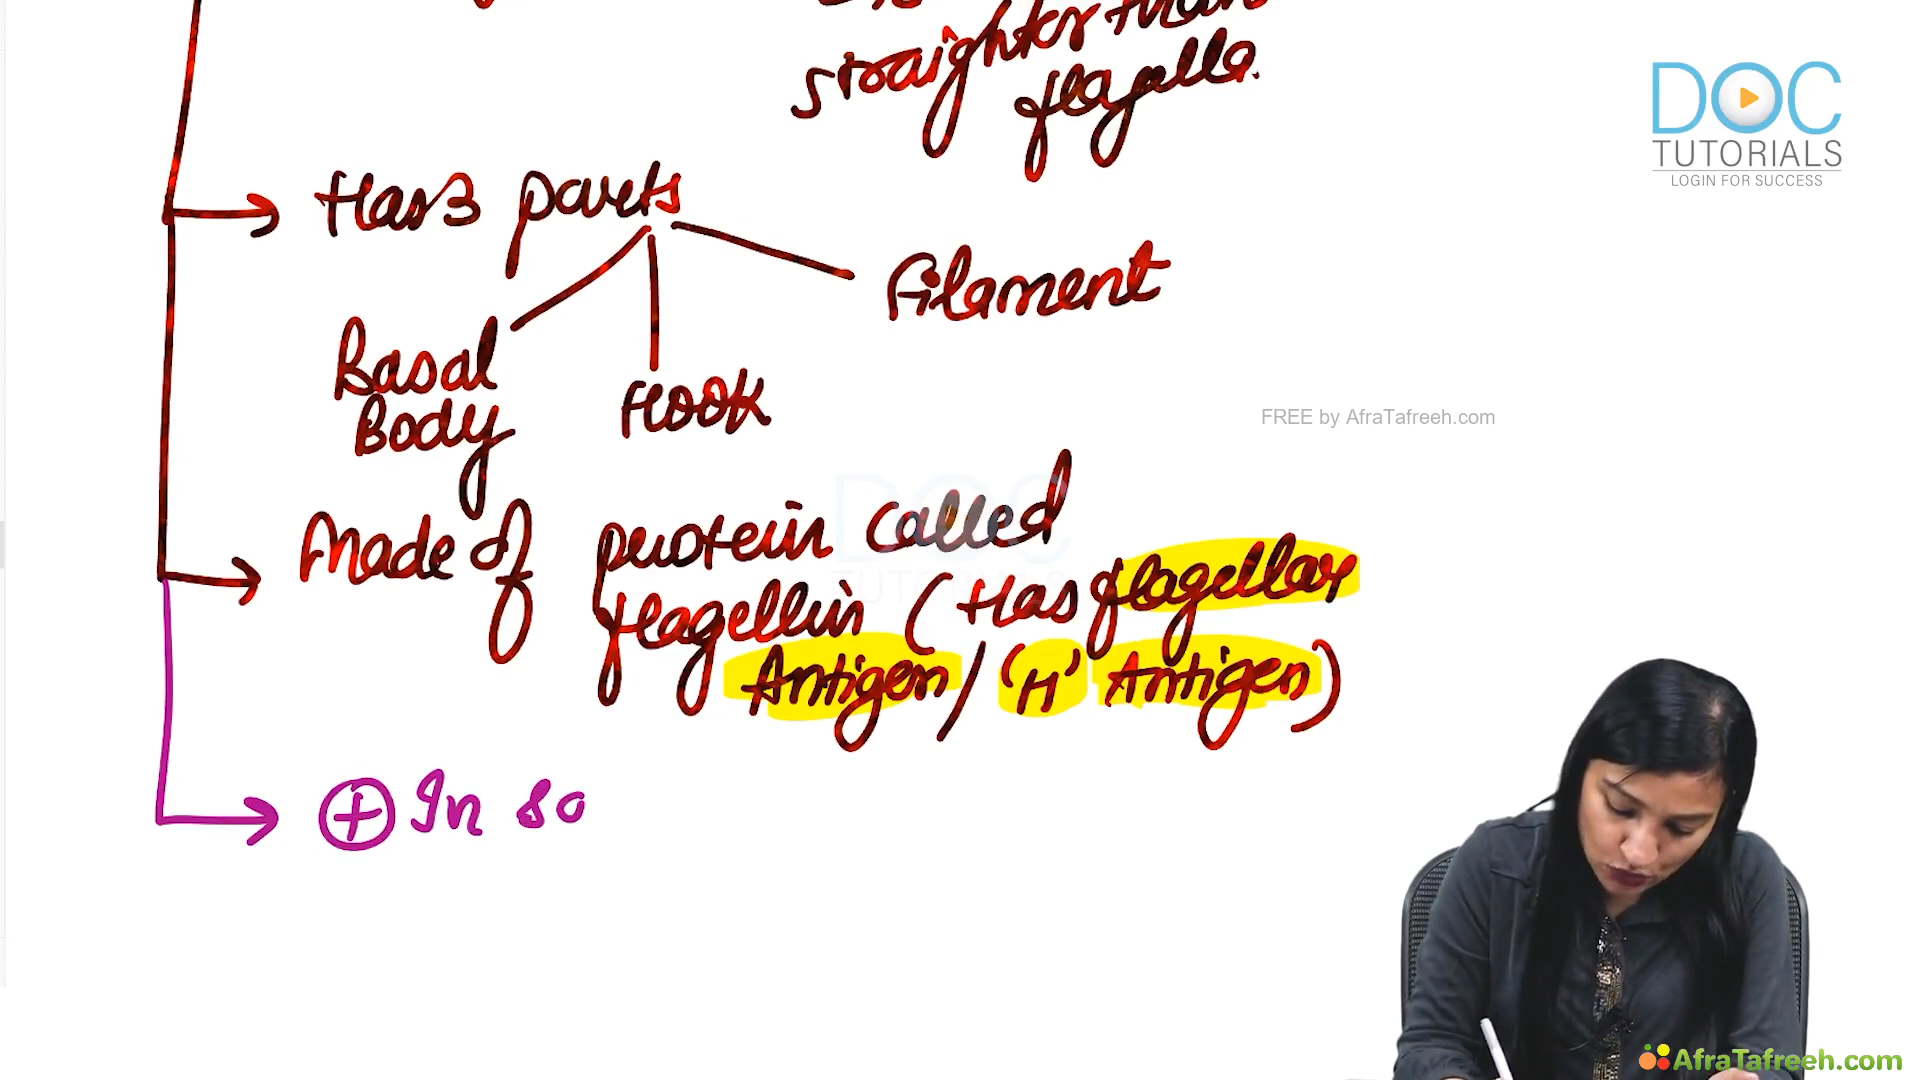 straighter than
flagella.
DOC
TUTORIALS
LOGIN FOR SUCCESS
Has 3 parts
Filament
Basal
Body
Hook
FREE by AfraTafreeh.com
Made of protein called
flagellin (Has flagellar
Antigen / 'H' Antigen)
⊕ In so
AfraTafreeh.com